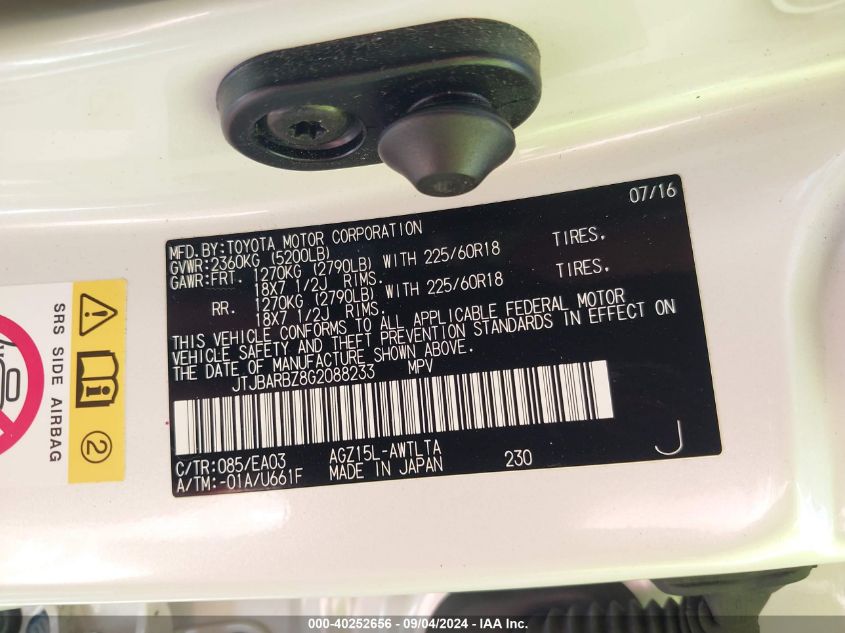 07/16
MFD.BY:TOYOTA MOTOR CORPORATION
GVWR:2360KG (5200LB)
GAWR:FRT. 1270KG (2790LB) WITH 225/60R18 TIRES.
18X7 1/2J RIMS.
RR. 1270KG (2790LB) WITH 225/60R18 TIRES.
18X7 1/2J RIMS.
THIS VEHICLE CONFORMS TO ALL APPLICABLE FEDERAL MOTOR
VEHICLE SAFETY AND THEFT PREVENTION STANDARDS IN EFFECT ON
THE DATE OF MANUFACTURE SHOWN ABOVE.
JTJBARBZ8G2088233 MPV
C/TR:085/EA03 AGZ15L-AWTLTA
A/TM:-01A/U661F MADE IN JAPAN 230 J
SRS SIDE AIRBAG
2
000-40252656 - 09/04/2024 - IAA Inc.